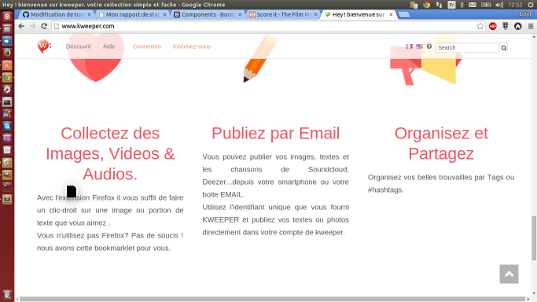 Hey ! bienvenue sur kweeper, votre collection simple et facile - Google Chrome
12:52
Modification de
Mon rapport de sta
Components · Boot
Score it - The Film M
Hey ! bienvenue sur
www.kweeper.com
Découvrir
Aide
Connexion
Inscrivez-vous
Search
Collectez des
Images, Videos &
Audios.
Avec l'extension Firefox il vous suffit de faire
un clic-droit sur une image ou portion de
texte que vous aimez .
Vous n'utilisez pas Firefox? Pas de soucis !
nous avons cette bookmarklet pour vous.
Publiez par Email
Vous pouvez publier vos images, textes et
les chansons de Soundcloud,
Deezer...depuis votre smartphone ou votre
boite EMAIL.
Utilisez l'identifiant unique que vous fourni
KWEEPER et publiez vos textes ou photos
directement dans votre compte de kweeper.
Organisez et
Partagez
Organisez vos belles trouvailles par Tags ou
#hashtags.